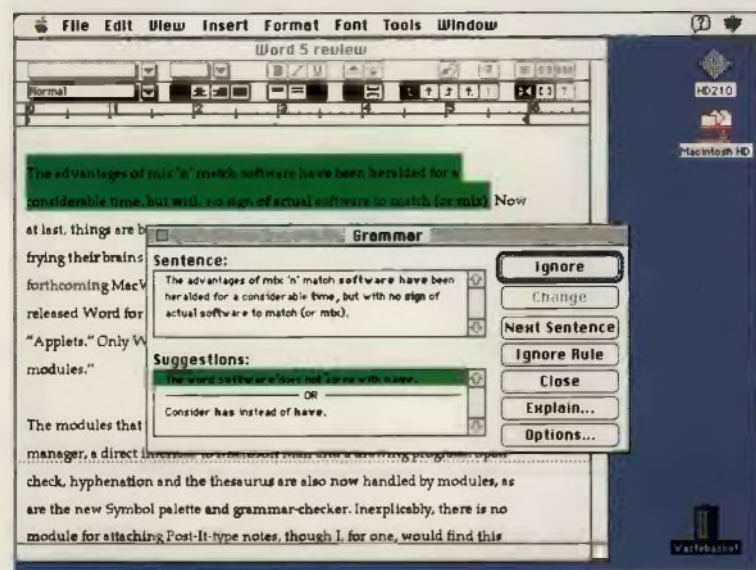 File Edit View Insert Format Font Tools Window
Word 5 review
HD210
Normal
B I U
1 2 3 4 5 6
Macintosh HD
The advantages of mix 'n' match software have been heralded for a
considerable time, but with no sign of actual software to match (or mix). Now
at last, things are b
Grammar
frying their brains
Sentence:
The advantages of mix 'n' match software have been
heralded for a considerable time, but with no sign of
actual software to match (or mix).
Ignore
Change
Next Sentence
Ignore Rule
Close
Explain...
Options...
forthcoming MacW
released Word for
"Applets." Only W
modules."
Suggestions:
The word software does not agree with have.
OR
Consider has instead of have.
The modules that
manager, a direct
check, hyphenation and the thesaurus are also now handled by modules, as
are the new Symbol palette and grammar-checker. Inexplicably, there is no
module for attaching Post-It-type notes, though I, for one, would find this
Wastebasket